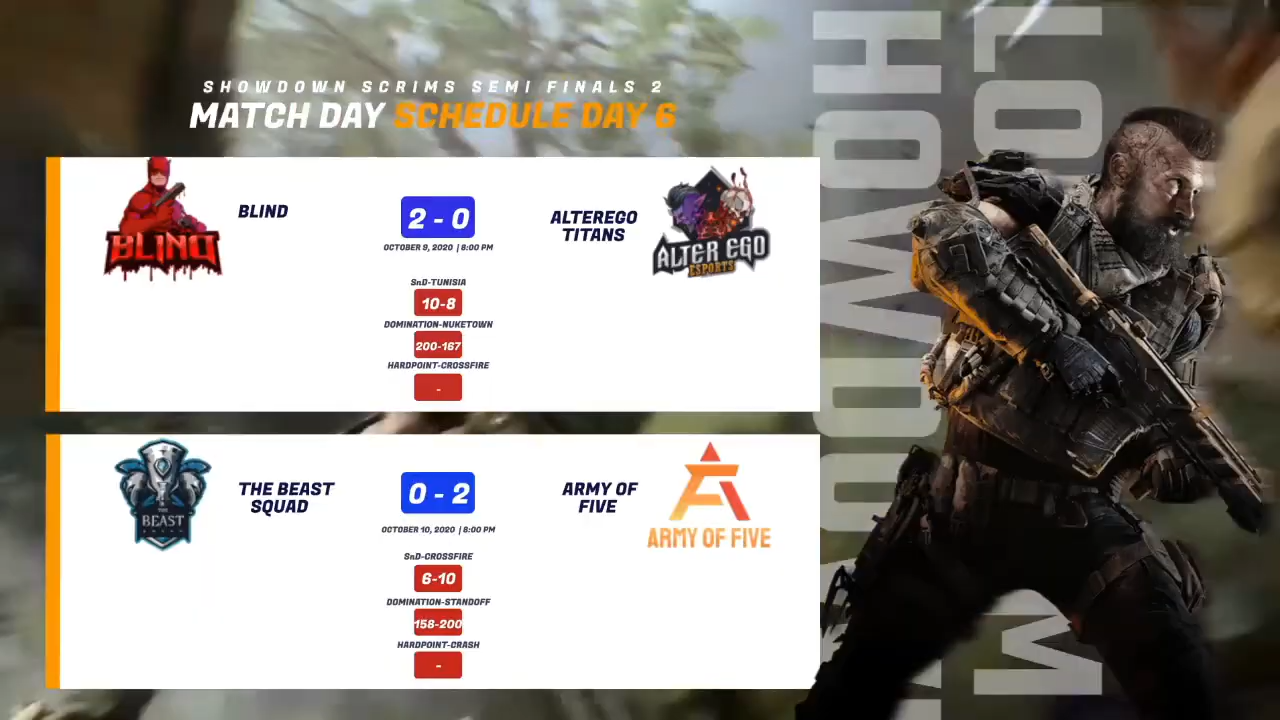 SHOWDOWN SCRIMS SEMI FINALS 2
MATCH DAY SCHEDULE DAY 6
BLIND
BLIND
2 - 0
OCTOBER 9, 2020 | 8:00 PM
ALTEREGO
TITANS
ALTER EGO
ESPORTS
SnD-TUNISIA
10-8
DOMINATION-NUKETOWN
200-167
HARDPOINT-CROSSFIRE
-
THE
BEAST
THE BEAST
SQUAD
0 - 2
OCTOBER 10, 2020 | 8:00 PM
ARMY OF
FIVE
ARMY OF FIVE
SnD-CROSSFIRE
6-10
DOMINATION-STANDOFF
158-200
HARDPOINT-CRASH
-